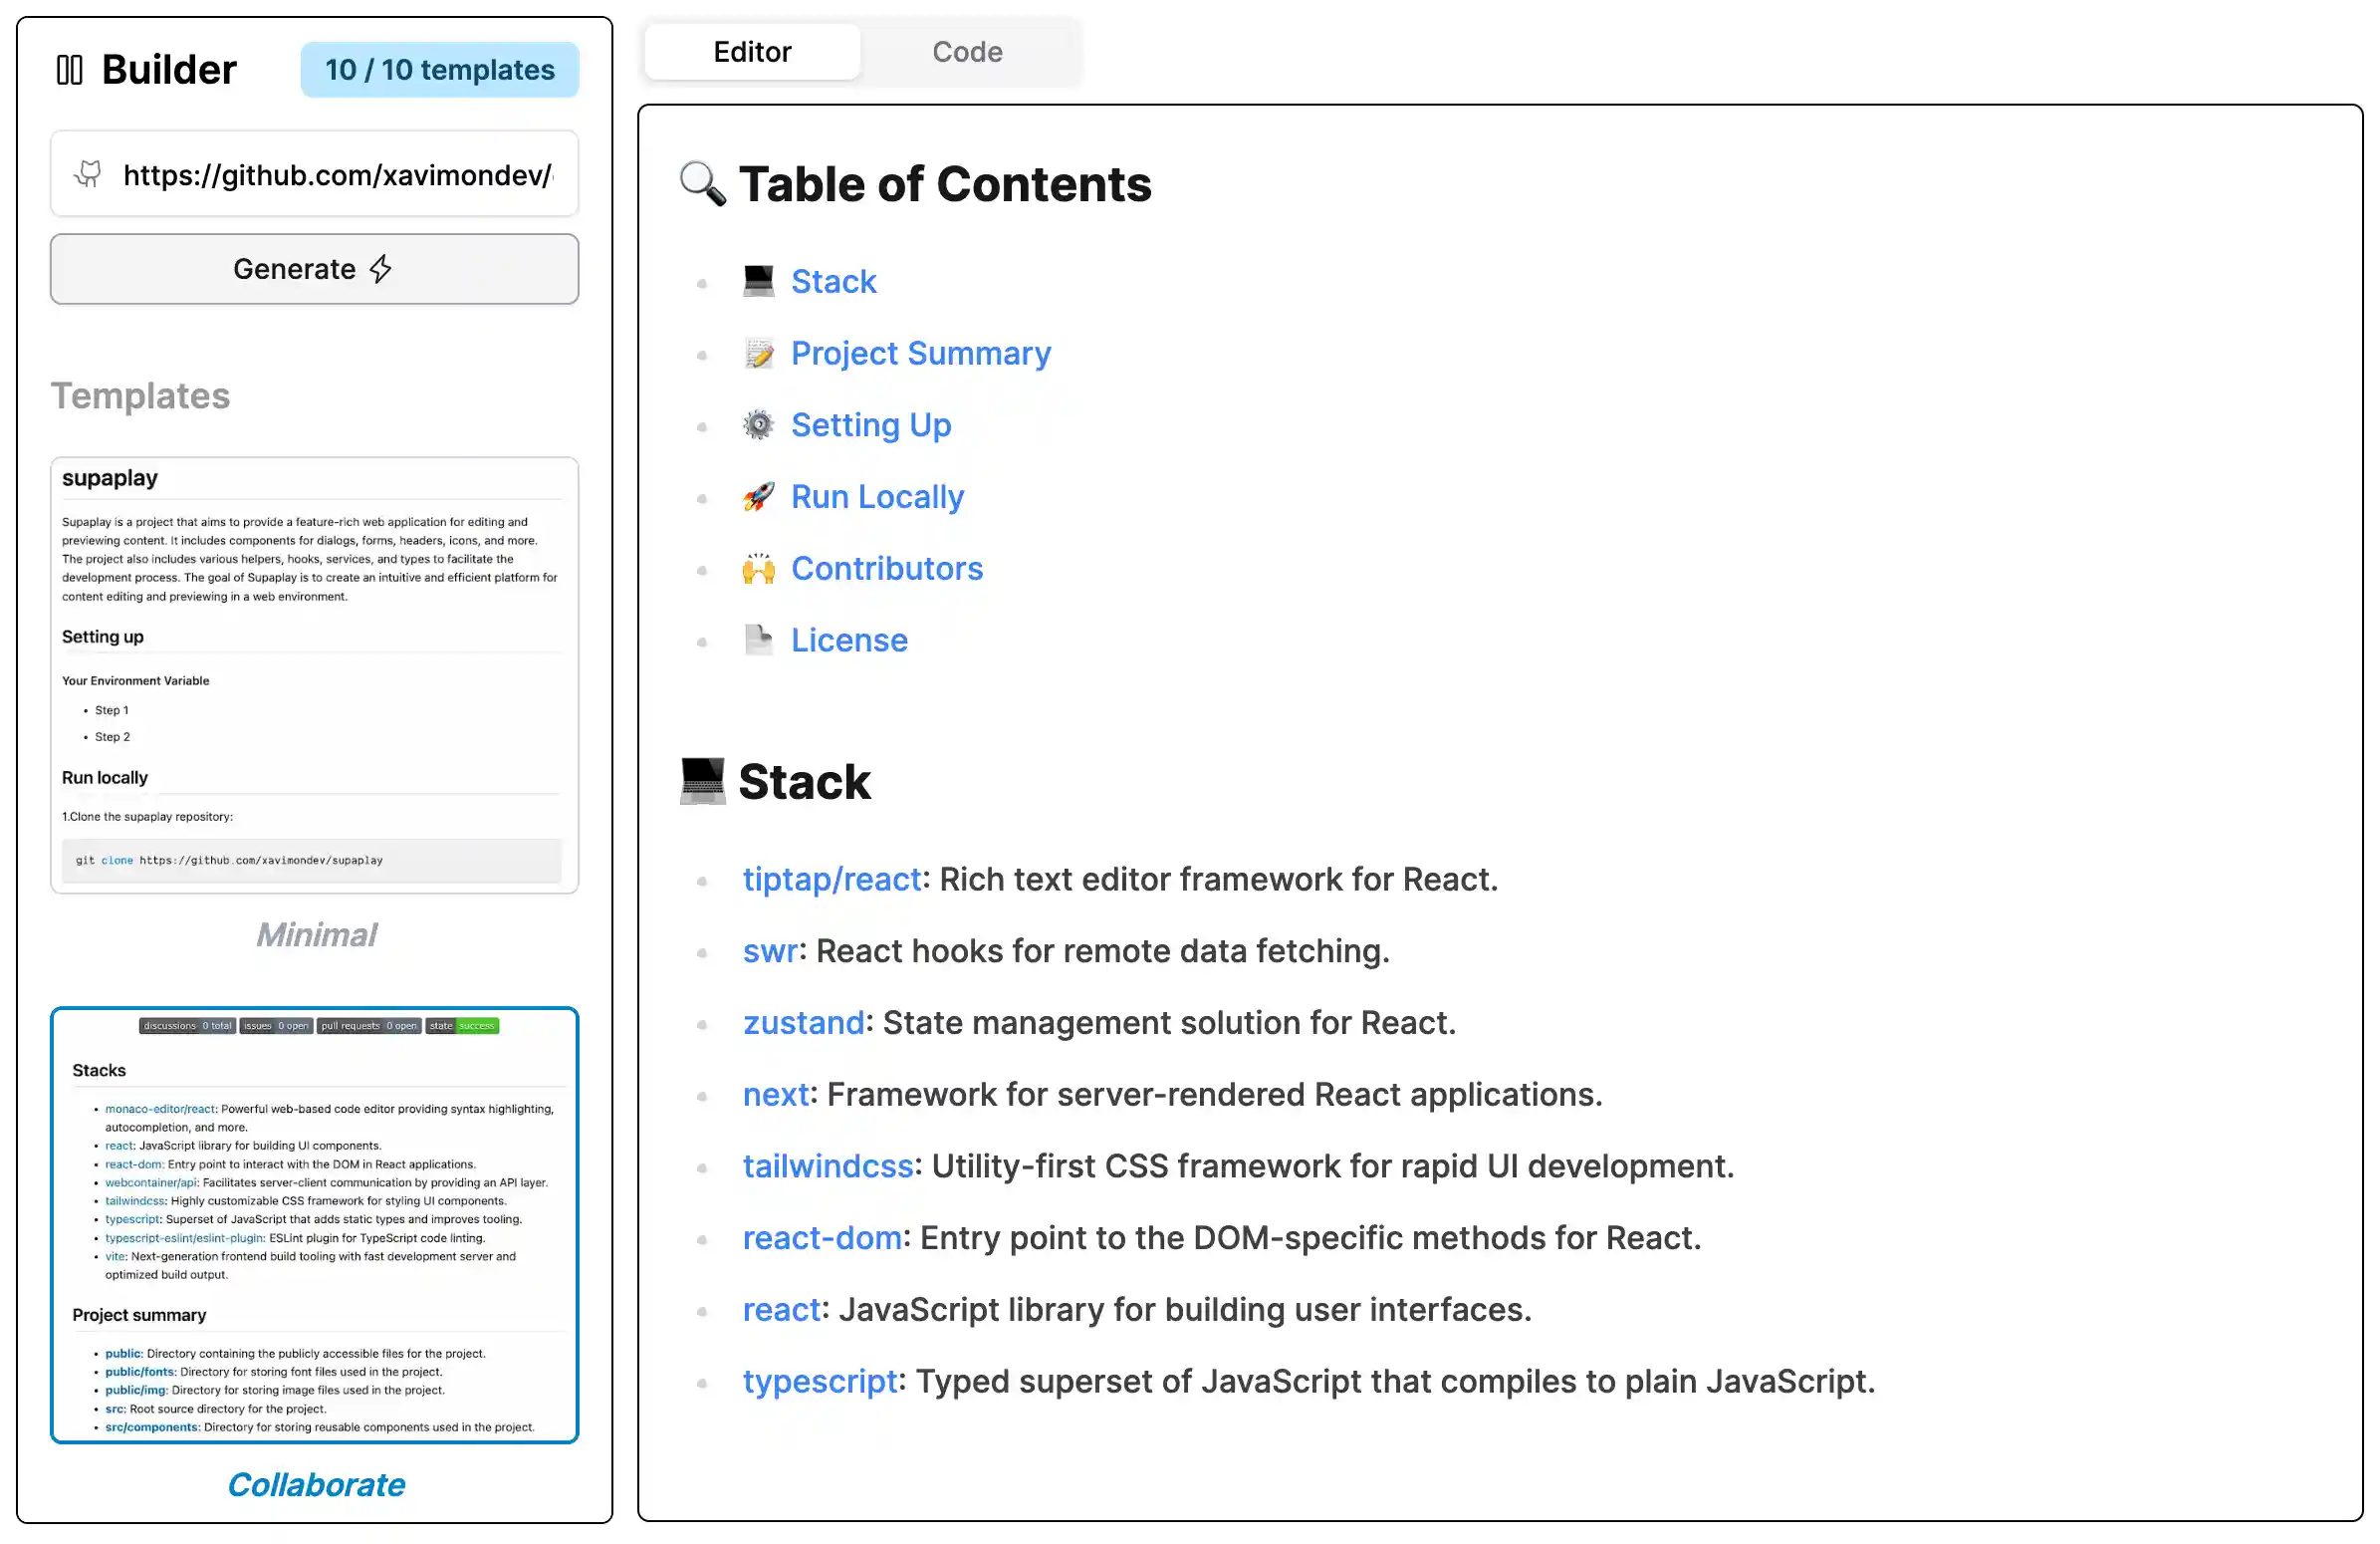 Builder
10 / 10 templates
https://github.com/xavimondev/
Generate
Templates
supaplay
Supaplay is a project that aims to provide a feature-rich web application for editing and
previewing content. It includes components for dialogs, forms, headers, icons, and more.
The project also includes various helpers, hooks, services, and types to facilitate the
development process. The goal of Supaplay is to create an intuitive and efficient platform for
content editing and previewing in a web environment.
Setting up
Your Environment Variable
• Step 1
• Step 2
Run locally
1.Clone the supaplay repository:
git clone https://github.com/xavimondev/supaplay
Minimal
discussions 0 total issues 0 open pull requests 0 open state success
Stacks
• monaco-editor/react: Powerful web-based code editor providing syntax highlighting,
autocompletion, and more.
• react: JavaScript library for building UI components.
• react-dom: Entry point to interact with the DOM in React applications.
• webcontainer/api: Facilitates server-client communication by providing an API layer.
• tailwindcss: Highly customizable CSS framework for styling UI components.
• typescript: Superset of JavaScript that adds static types and improves tooling.
• typescript-eslint/eslint-plugin: ESLint plugin for TypeScript code linting.
• vite: Next-generation frontend build tooling with fast development server and
optimized build output.
Project summary
• public: Directory containing the publicly accessible files for the project.
• public/fonts: Directory for storing font files used in the project.
• public/img: Directory for storing image files used in the project.
• src: Root source directory for the project.
• src/components: Directory for storing reusable components used in the project.
Collaborate
Editor Code
🔍 Table of Contents
• 💻 Stack
• 📝 Project Summary
• ⚙️ Setting Up
• 🚀 Run Locally
• 🙌 Contributors
• 📄 License
💻 Stack
• tiptap/react: Rich text editor framework for React.
• swr: React hooks for remote data fetching.
• zustand: State management solution for React.
• next: Framework for server-rendered React applications.
• tailwindcss: Utility-first CSS framework for rapid UI development.
• react-dom: Entry point to the DOM-specific methods for React.
• react: JavaScript library for building user interfaces.
• typescript: Typed superset of JavaScript that compiles to plain JavaScript.